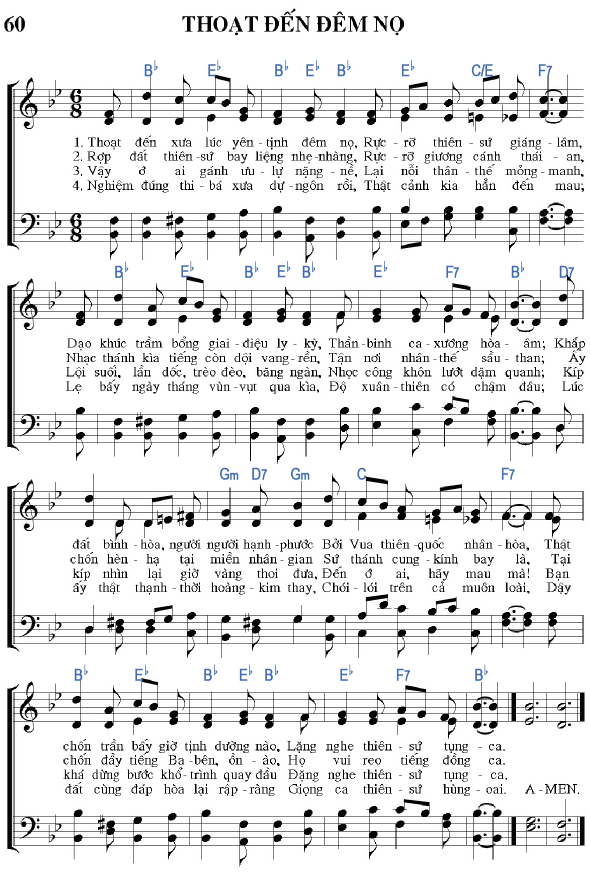 60 THOẠT ĐẾN ĐÊM NỌ
B♭ E♭ B♭ E♭ B♭ E♭ C/E F7
1. Thoạt đến xưa lúc yên-tịnh đêm nọ, Rực-rỡ thiên-sứ giáng-lâm,
2. Rợp đất thiên-sứ bay liệng nhẹ-nhàng, Rực-rỡ giương cánh thái-an,
3. Vậy ở ai gánh ưu-lự nặng-nề, Lại nỗi thân-thế mỏng-manh,
4. Nghiệm đúng thi-bá xưa dự-ngôn rồi, Thật cảnh kia hẳn đến mau;
B♭ E♭ B♭ E♭ B♭ E♭ F7 B♭ D7
Dạo khúc trầm bổng giai-điệu ly-kỳ, Thần-binh ca-xướng hòa-âm; Khắp
Nhạc thánh kìa tiếng còn dội vang-rền, Tận nơi nhân-thế sầu-than; Ấy
Lội suối, lần dốc, trèo đèo, băng ngàn, Nhọc công khôn lướt dặm quanh; Kíp
Lẹ bấy ngày tháng vùn-vụt qua kìa, Độ xuân-thiên có chậm đâu; Lúc
Gm D7 Gm C F7
đất bình-hòa, người người hạnh-phước Bởi Vua thiên-quốc nhân-hòa, Thật
chốn hèn-hạ tại miền nhân-gian Sứ thánh cung-kính bay là, Tại
kíp nhìn lại giờ vàng thoi đưa, Đến ở ai, hãy mau mà! Bạn
ấy thật thạnh-thời hoàng-kim thay, Chói-lói trên cả muôn loài, Dậy
B♭ E♭ B♭ E♭ B♭ E♭ F7 B♭
chốn trần bấy giờ tịnh dưỡng nào, Lặng nghe thiên-sứ tụng-ca.
chốn đầy tiếng Ba-bên, ồn-ào, Họ vui reo tiếng đồng ca.
khá dừng bước khổ-trình quay đầu Đặng nghe thiên-sứ tụng-ca.
đất cùng đáp hòa lại rập-ràng Giọng ca thiên-sứ hùng-oai. A-MEN.